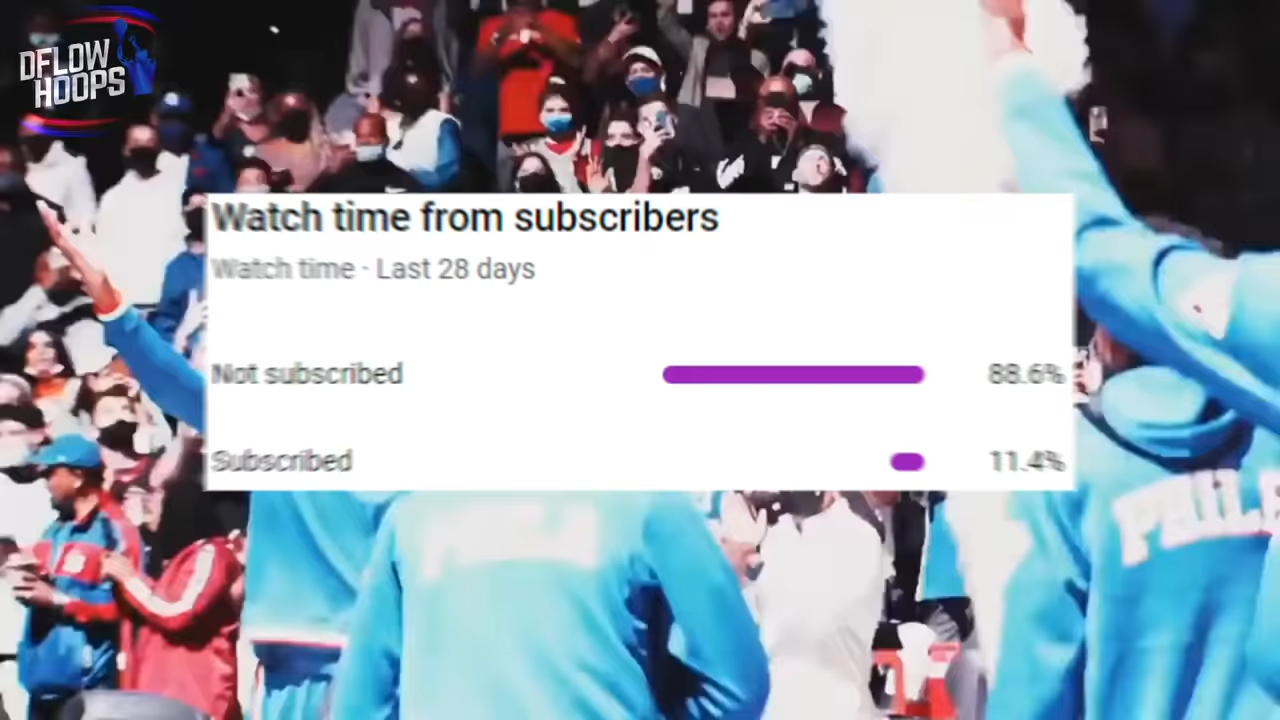 DFLOW
HOOPS
Watch time from subscribers
Watch time · Last 28 days
Not subscribed 88.6%
Subscribed 11.4%